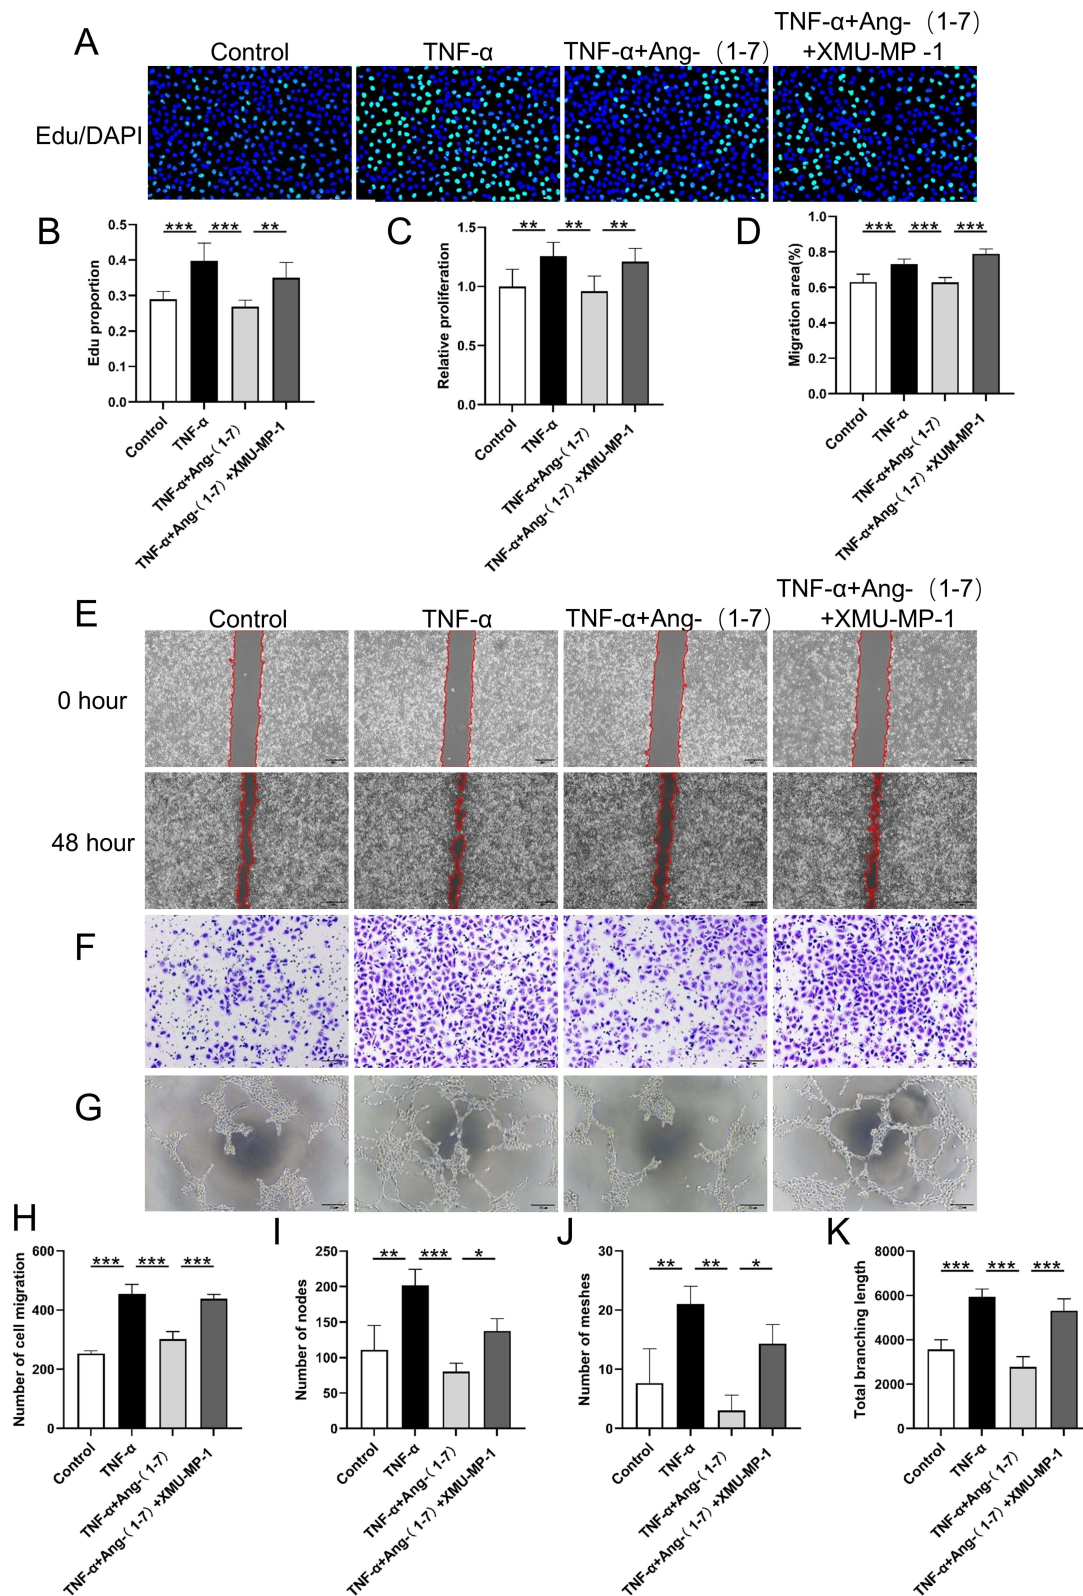 A
Control
TNF-α
TNF-α+Ang-（1-7）
TNF-α+Ang-（1-7）
+XMU-MP -1
Edu/DAPI
B
Edu proportion
0.5
0.4
0.3
0.2
0.1
0.0
***
***
**
Control
TNF-α
TNF-α+Ang-（1-7）
TNF-α+Ang-（1-7）+XMU-MP-1
C
Relative proliferation
1.5
1.0
0.5
0.0
**
**
**
Control
TNF-α
TNF-α+Ang-（1-7）
TNF-α+Ang-（1-7）+XMU-MP-1
D
Migration area(%)
1.0
0.8
0.6
0.4
0.2
0.0
***
***
***
Control
TNF-α
TNF-α+Ang-（1-7）
TNF-α+Ang-（1-7）+XUM-MP-1
E
Control
TNF-α
TNF-α+Ang-（1-7）
TNF-α+Ang-（1-7）
+XMU-MP-1
0 hour
48 hour
F
G
H
Number of cell migration
600
400
200
0
***
***
***
Control
TNF-α
TNF-α+Ang-（1-7）
TNF-α+Ang-（1-7）+XMU-MP-1
I
Number of nodes
250
200
150
100
50
0
**
***
*
Control
TNF-α
TNF-α+Ang-（1-7）
TNF-α+Ang-（1-7）+XMU-MP-1
J
Number of meshes
30
20
10
0
**
**
*
Control
TNF-α
TNF-α+Ang-（1-7）
TNF-α+Ang-（1-7）+XMU-MP-1
K
Total branching length
8000
6000
4000
2000
0
***
***
***
Control
TNF-α
TNF-α+Ang-（1-7）
TNF-α+Ang-（1-7）+XMU-MP-1